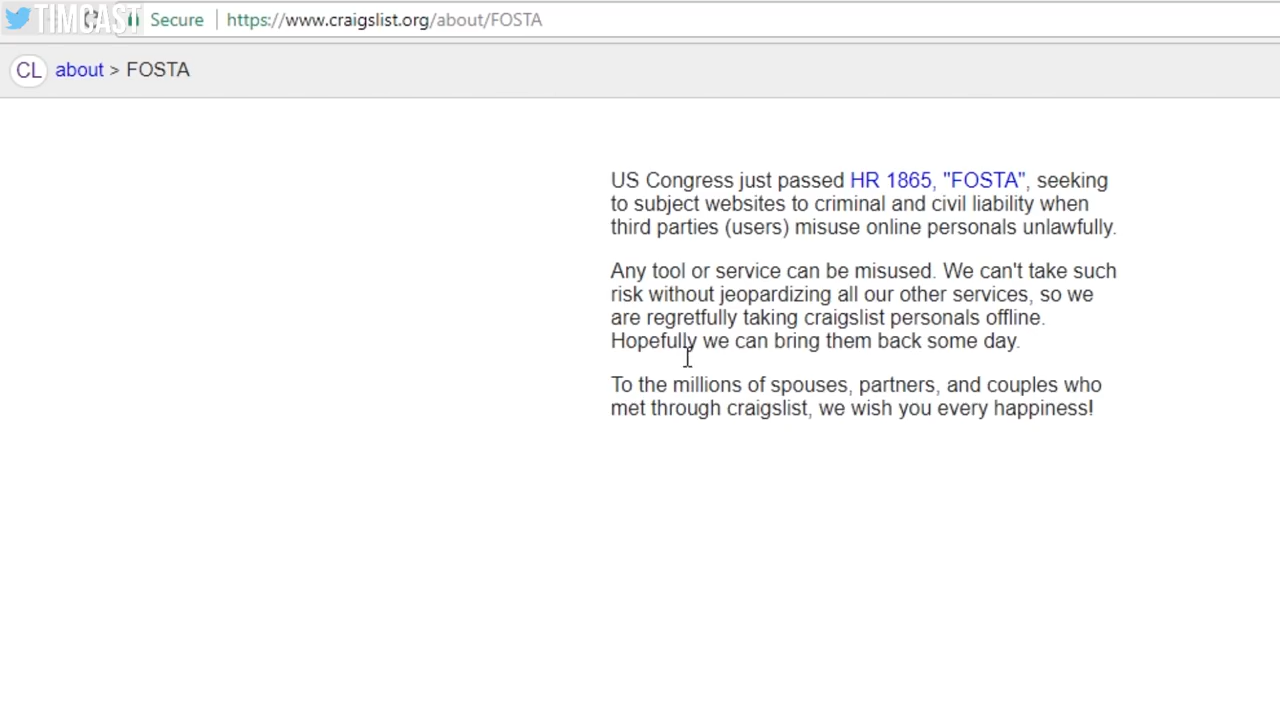 TIMCAST
Secure | https://www.craigslist.org/about/FOSTA
CL about > FOSTA
US Congress just passed HR 1865, "FOSTA", seeking
to subject websites to criminal and civil liability when
third parties (users) misuse online personals unlawfully.
Any tool or service can be misused. We can't take such
risk without jeopardizing all our other services, so we
are regretfully taking craigslist personals offline.
Hopefully we can bring them back some day.
To the millions of spouses, partners, and couples who
met through craigslist, we wish you every happiness!